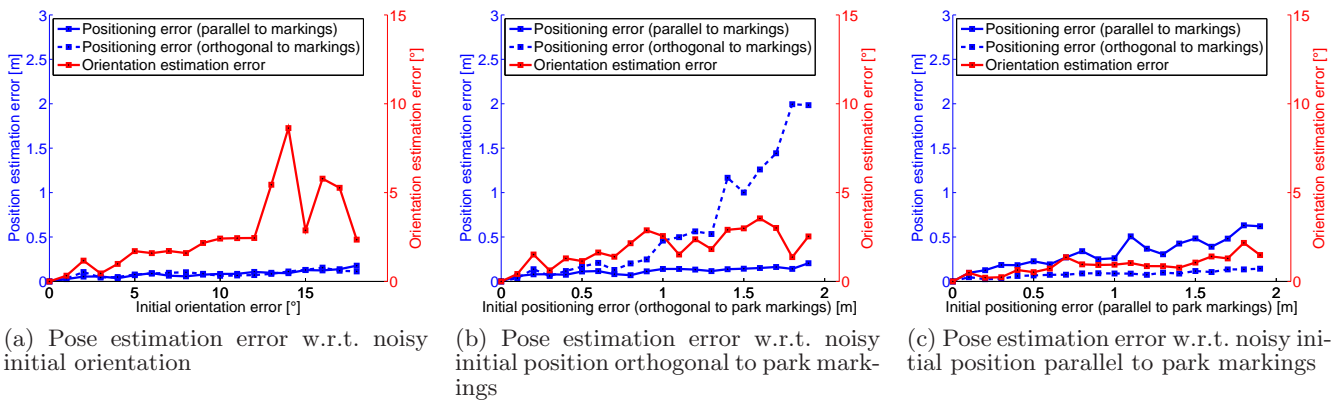 Position estimation error [m]
3
2.5
2
1.5
1
0.5
0
Positioning error (parallel to markings)
Positioning error (orthogonal to markings)
Orientation estimation error
15
10
5
0
Orientation estimation error [°]
0 5 10 15
Initial orientation error [°]
(a) Pose estimation error w.r.t. noisy
initial orientation
Position estimation error [m]
3
2.5
2
1.5
1
0.5
0
Positioning error (parallel to markings)
Positioning error (orthogonal to markings)
Orientation estimation error
15
10
5
0
Orientation estimation error [°]
0 0.5 1 1.5 2
Initial positioning error (orthogonal to park markings) [m]
(b) Pose estimation error w.r.t. noisy
initial position orthogonal to park mark-
ings
Position estimation error [m]
3
2.5
2
1.5
1
0.5
0
Positioning error (parallel to markings)
Positioning error (orthogonal to markings)
Orientation estimation error
15
10
5
0
Orientation estimation error [°]
0 0.5 1 1.5 2
Initial positioning error (parallel to park markings) [m]
(c) Pose estimation error w.r.t. noisy ini-
tial position parallel to park markings